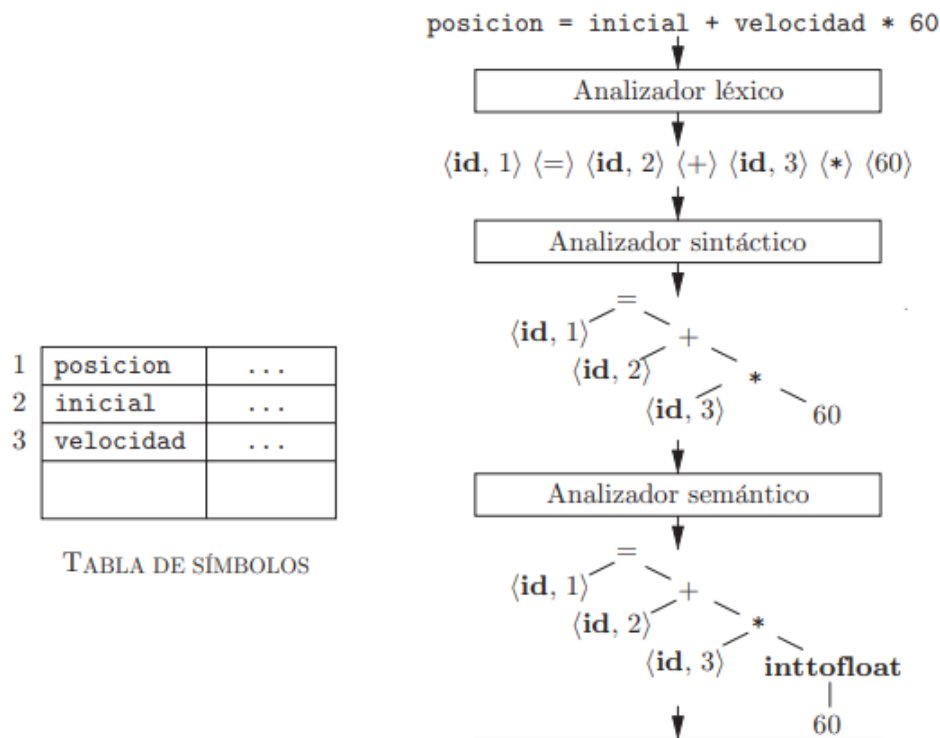 posicion = inicial + velocidad * 60
Analizador léxico
⟨id, 1⟩ ⟨=⟩ ⟨id, 2⟩ ⟨+⟩ ⟨id, 3⟩ ⟨*⟩ ⟨60⟩
Analizador sintáctico
=
⟨id, 1⟩
+
⟨id, 2⟩
*
⟨id, 3⟩
60
1 posicion ...
2 inicial ...
3 velocidad ...
TABLA DE SÍMBOLOS
Analizador semántico
=
⟨id, 1⟩
+
⟨id, 2⟩
*
⟨id, 3⟩
inttofloat
60